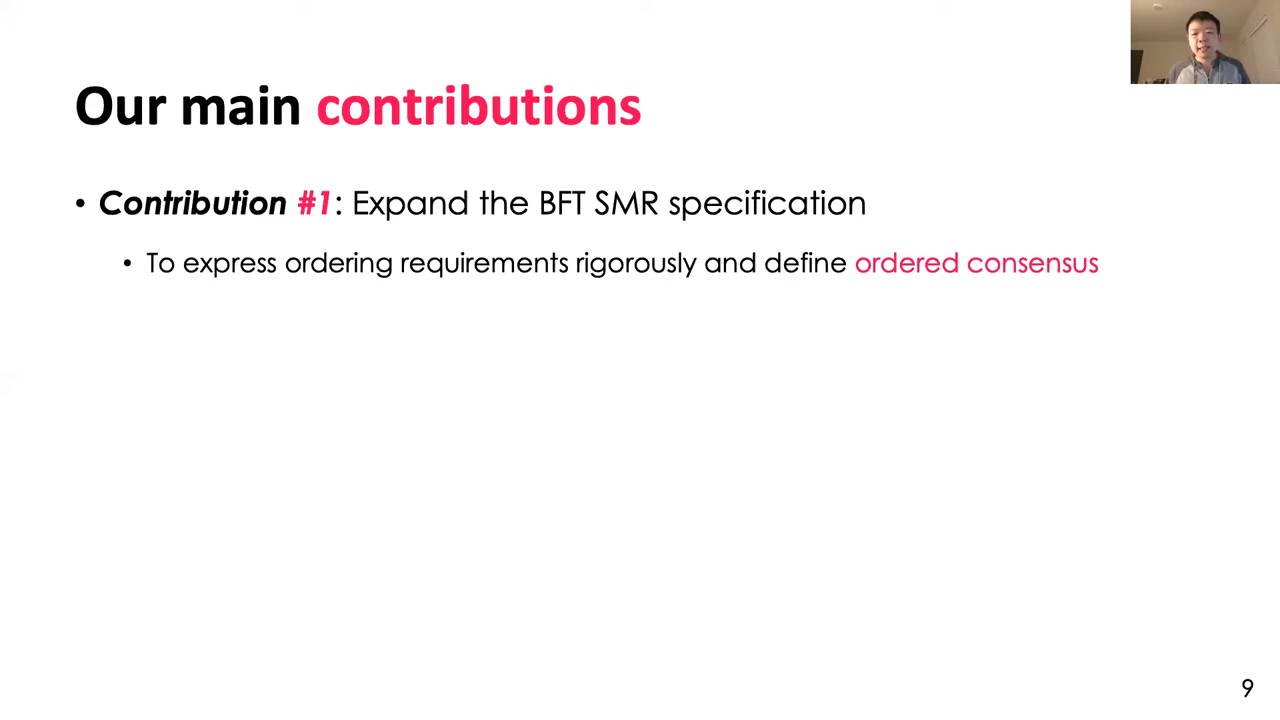 Our main contributions
• Contribution #1: Expand the BFT SMR specification
• To express ordering requirements rigorously and define ordered consensus
9